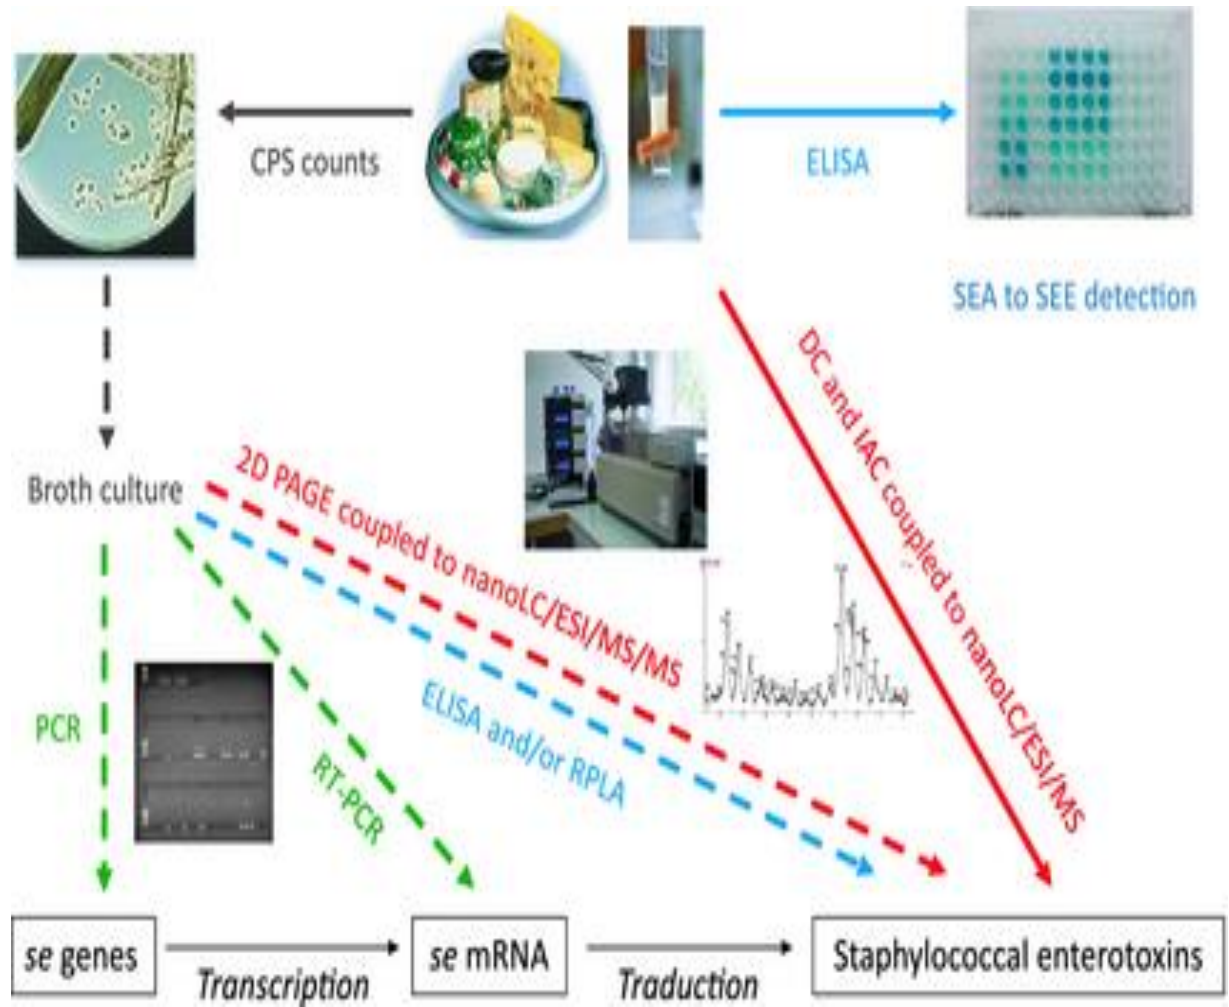 CPS counts
ELISA
SEA to SEE detection
DC and IAC coupled to nanoLC/ESI/MS
Broth culture
2D PAGE coupled to nanoLC/ESI/MS/MS
ELISA and/or RPLA
PCR
RT-PCR
se genes
Transcription
se mRNA
Traduction
Staphylococcal enterotoxins